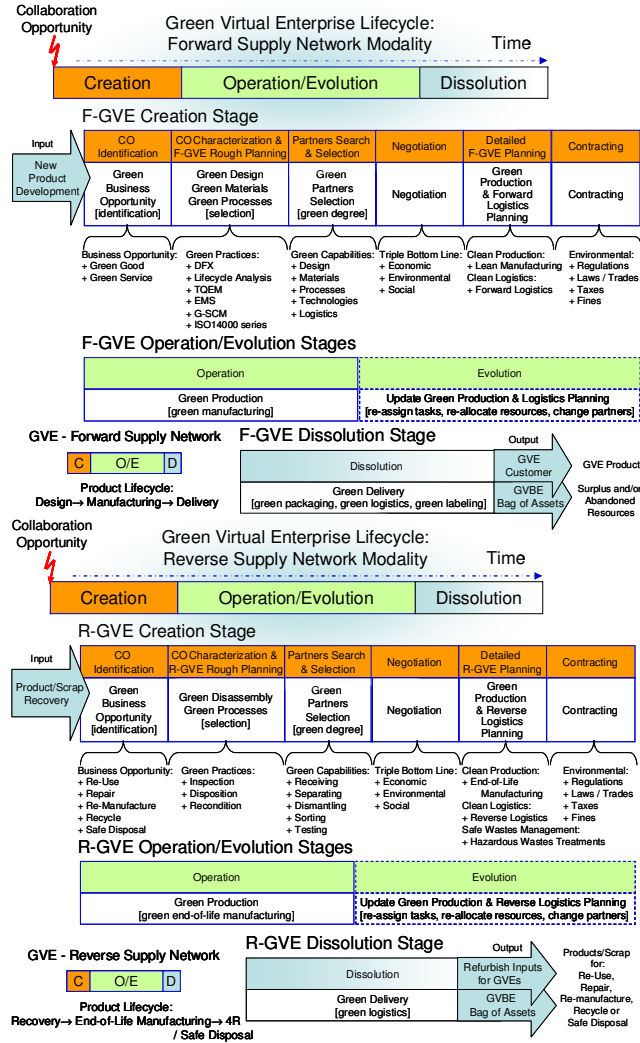 Collaboration
Opportunity
Green Virtual Enterprise Lifecycle:
Forward Supply Network Modality
Time
Creation
Operation/Evolution
Dissolution
F-GVE Creation Stage
Input
New
Product
Development
CO
Identification
CO Characterization &
F-GVE Rough Planning
Partners Search
& Selection
Negotiation
Detailed
F-GVE Planning
Contracting
Green
Business
Opportunity
[identification]
Green Design
Green Materials
Green Processes
[selection]
Green
Partners
Selection
[green degree]
Negotiation
Green
Production
& Forward
Logistics
Planning
Contracting
Business Opportunity:
+ Green Good
+ Green Service
Green Practices:
+ DFX
+ Lifecycle Analysis
+ TQEM
+ EMS
+ G-SCM
+ ISO14000 series
Green Capabilities:
+ Design
+ Materials
+ Processes
+ Technologies
+ Logistics
Triple Bottom Line:
+ Economic
+ Environmental
+ Social
Clean Production:
+ Lean Manufacturing
Clean Logistics:
+ Forward Logistics
Environmental:
+ Regulations
+ Laws / Trades
+ Taxes
+ Fines
F-GVE Operation/Evolution Stages
Operation
Evolution
Green Production
[green manufacturing]
Update Green Production & Logistics Planning
[re-assign tasks, re-allocate resources, change partners]
GVE - Forward Supply Network
C
O/E
D
Product Lifecycle:
Design→ Manufacturing→ Delivery
F-GVE Dissolution Stage
Output
Dissolution
GVE
Customer
GVE Product
Green Delivery
[green packaging, green logistics, green labeling]
GVBE
Bag of Assets
Surplus and/or
Abandoned
Resources
Collaboration
Opportunity
Green Virtual Enterprise Lifecycle:
Reverse Supply Network Modality
Time
Creation
Operation/Evolution
Dissolution
R-GVE Creation Stage
Input
Product/Scrap
Recovery
CO
Identification
CO Characterization &
R-GVE Rough Planning
Partners Search
& Selection
Negotiation
Detailed
R-GVE Planning
Contracting
Green
Business
Opportunity
[identification]
Green Disassembly
Green Processes
[selection]
Green
Partners
Selection
[green degree]
Negotiation
Green
Production
& Reverse
Logistics
Planning
Contracting
Business Opportunity:
+ Re-Use
+ Repair
+ Re-Manufacture
+ Recycle
+ Safe Disposal
Green Practices:
+ Inspection
+ Disposition
+ Recondition
Green Capabilities:
+ Receiving
+ Separating
+ Dismantling
+ Sorting
+ Testing
Triple Bottom Line:
+ Economic
+ Environmental
+ Social
Clean Production:
+ End-of-Life
Manufacturing
Clean Logistics:
+ Reverse Logistics
Safe Wastes Management:
+ Hazardous Wastes Treatments
Environmental:
+ Regulations
+ Laws / Trades
+ Taxes
+ Fines
R-GVE Operation/Evolution Stages
Operation
Evolution
Green Production
[green end-of-life manufacturing]
Update Green Production & Reverse Logistics Planning
[re-assign tasks, re-allocate resources, change partners]
GVE - Reverse Supply Network
C
O/E
D
Product Lifecycle:
Recovery→ End-of-Life Manufacturing→ 4R
/ Safe Disposal
R-GVE Dissolution Stage
Output
Dissolution
Refurbish Inputs
for GVEs
Green Delivery
[green logistics]
GVBE
Bag of Assets
Products/Scrap
for:
Re-Use,
Repair,
Re-manufacture,
Recycle or
Safe Disposal